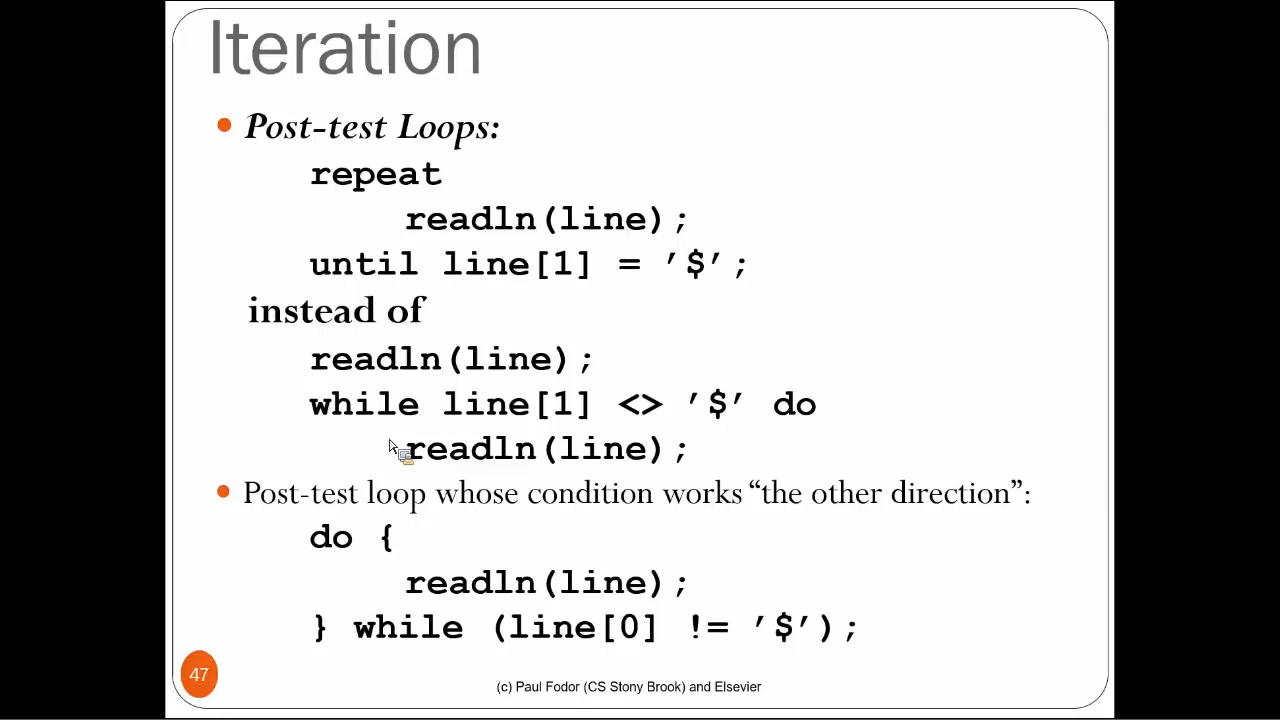 Iteration
• Post-test Loops:
repeat
readln(line);
until line[1] = ’$’;
instead of
readln(line);
while line[1] <> ’$’ do
readln(line);
• Post-test loop whose condition works “the other direction”:
do {
readln(line);
} while (line[0] != ’$’);
47
(c) Paul Fodor (CS Stony Brook) and Elsevier